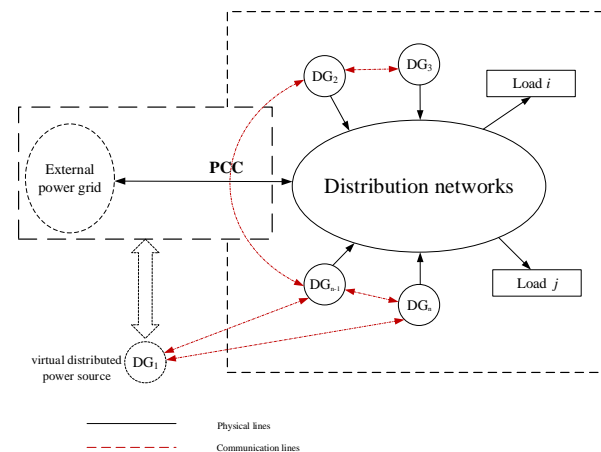 DG₂
DG₃
Load i
External
power grid
PCC
Distribution networks
DGₙ₋₁
DGₙ
Load j
virtual distributed
power source
DG₁
Physical lines
Communication lines